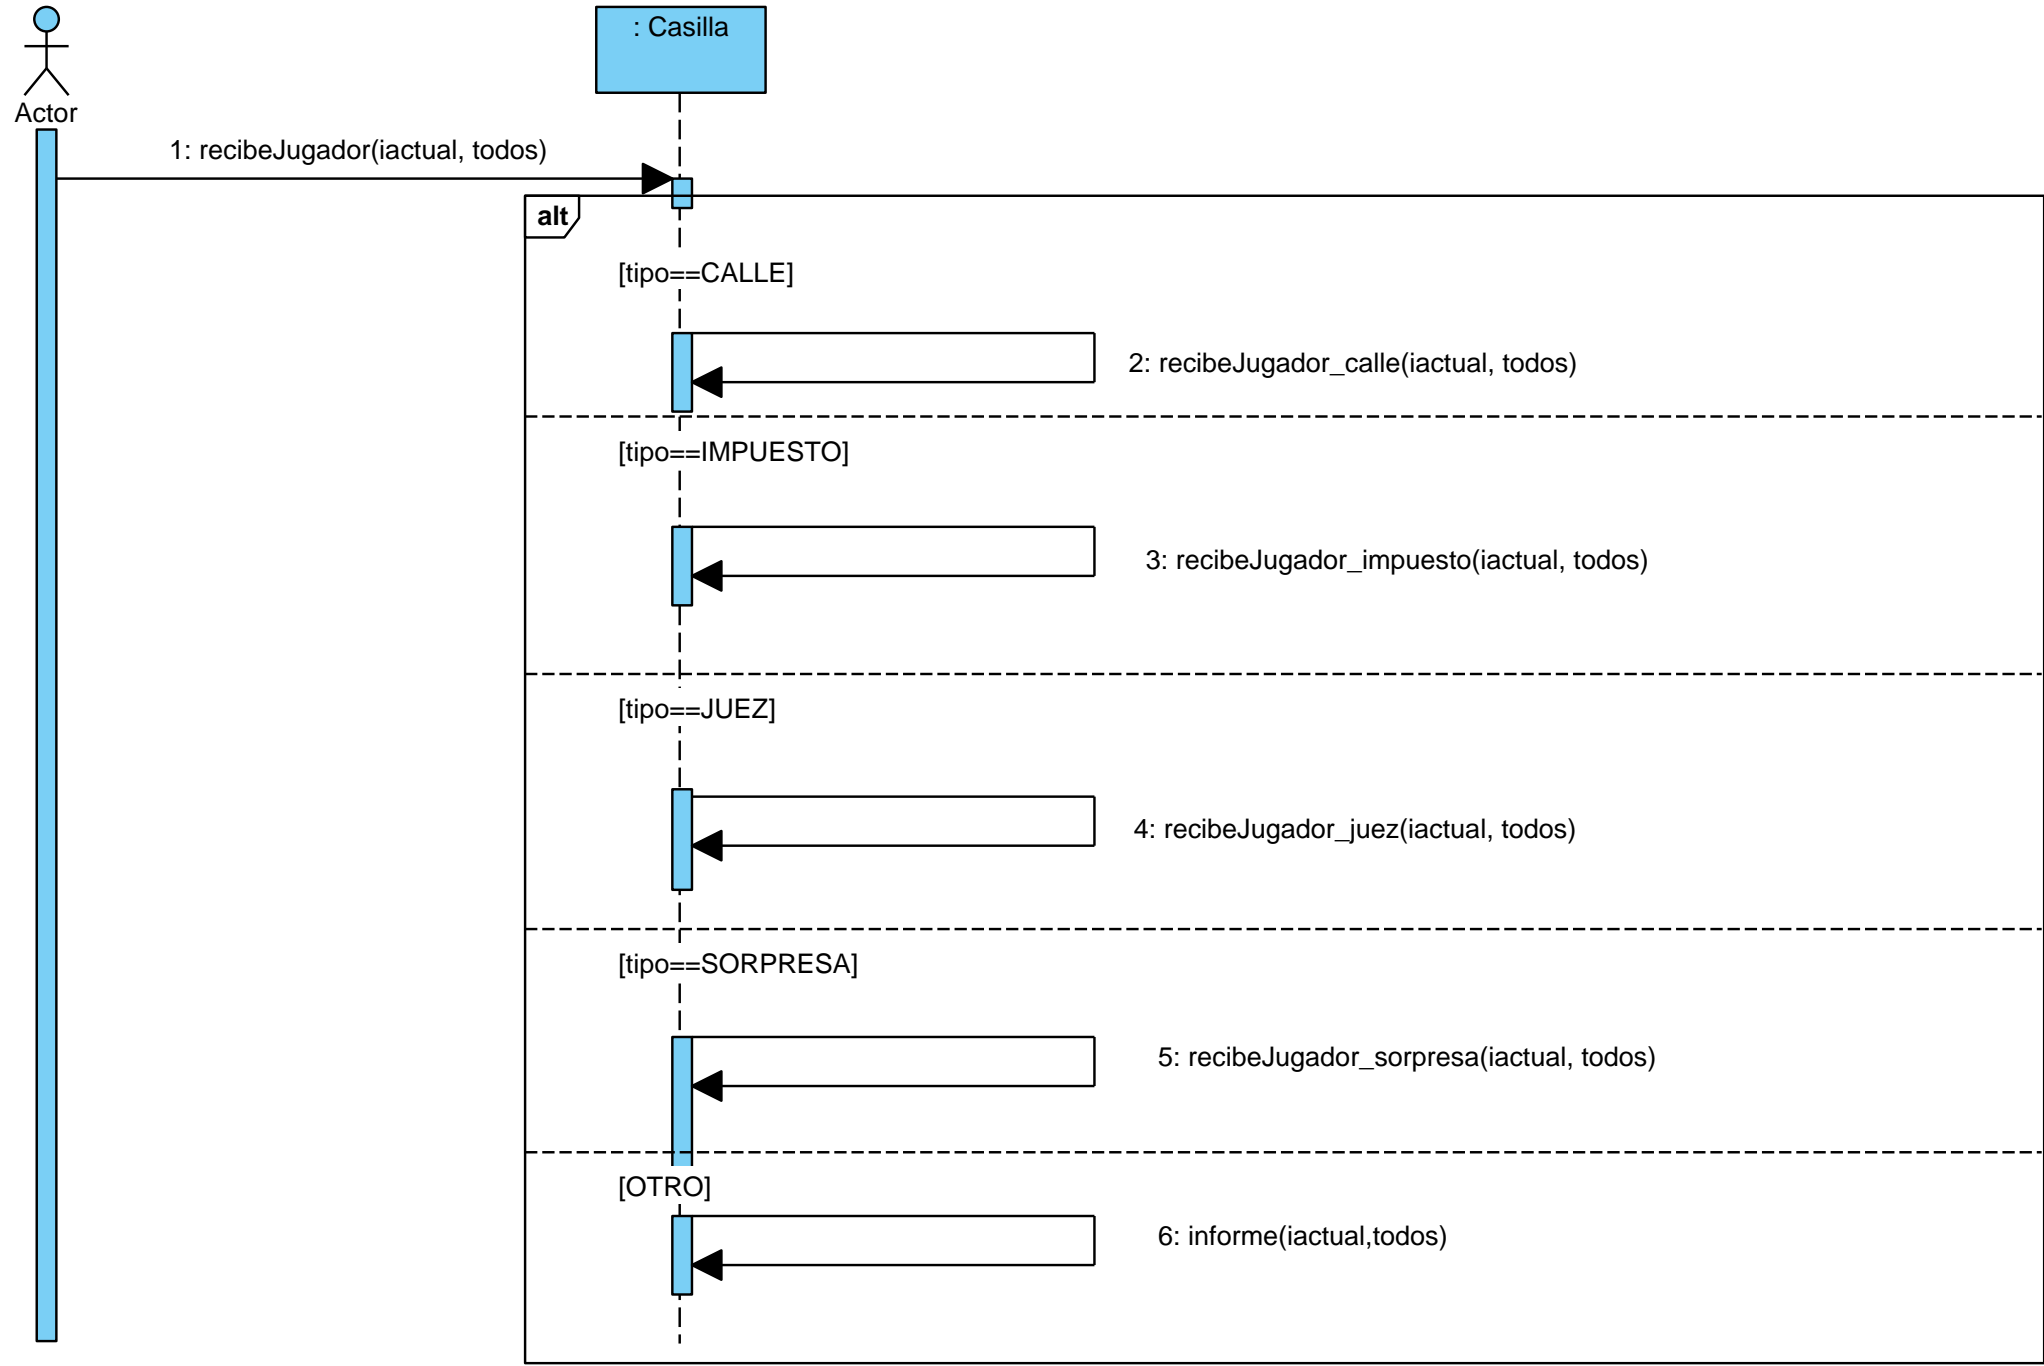 : Casilla
Actor
1: recibeJugador(iactual, todos)
alt
[tipo==CALLE]
2: recibeJugador_calle(iactual, todos)
[tipo==IMPUESTO]
3: recibeJugador_impuesto(iactual, todos)
[tipo==JUEZ]
4: recibeJugador_juez(iactual, todos)
[tipo==SORPRESA]
5: recibeJugador_sorpresa(iactual, todos)
[OTRO]
6: informe(iactual,todos)